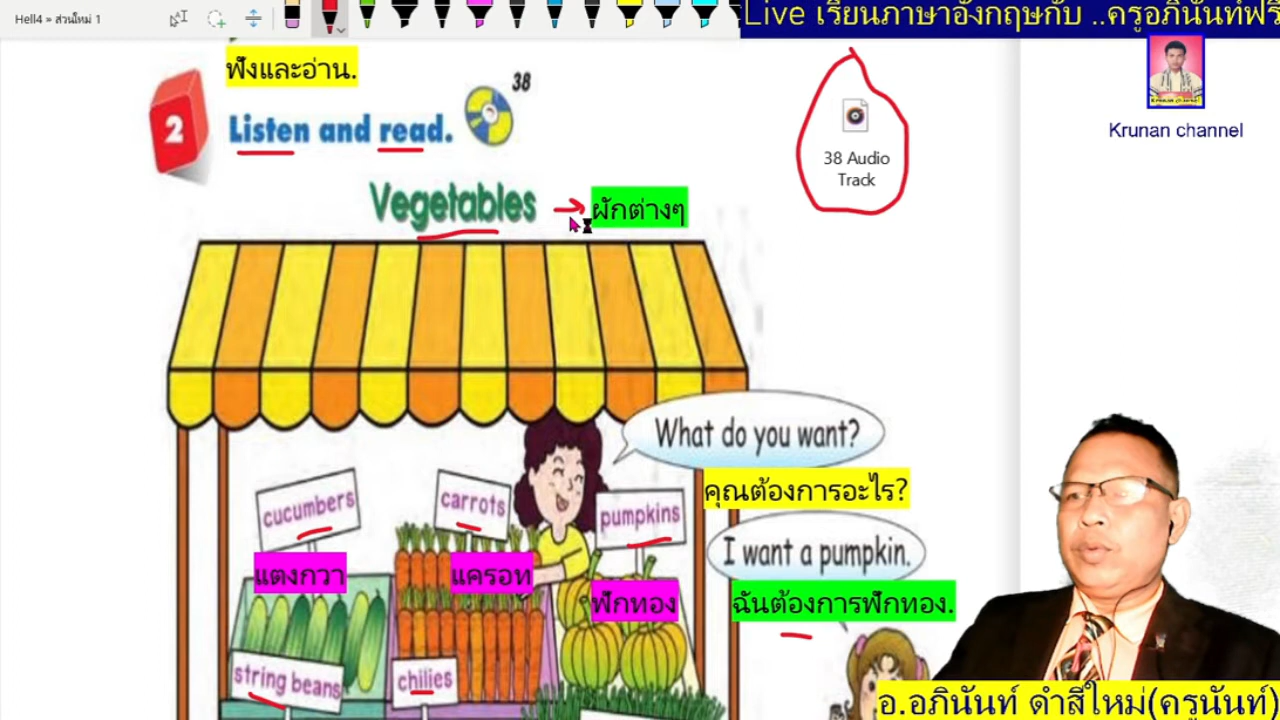 Hell4 » ส่วนใหม่ 1
Live เรียนภาษาอังกฤษกับ ..ครูอภินันท์ฟรี
ฟังและอ่าน.
38
2
Listen and read.
38 Audio
Track
Krunan channel
Vegetables
ผักต่างๆ
What do you want?
คุณต้องการอะไร?
cucumbers
carrots
pumpkins
I want a pumpkin.
แตงกวา
แครอท
ฟักทอง
ฉันต้องการฟักทอง.
string beans
chilies
อ.อภินันท์ ดำสีใหม่(ครูนันท์)